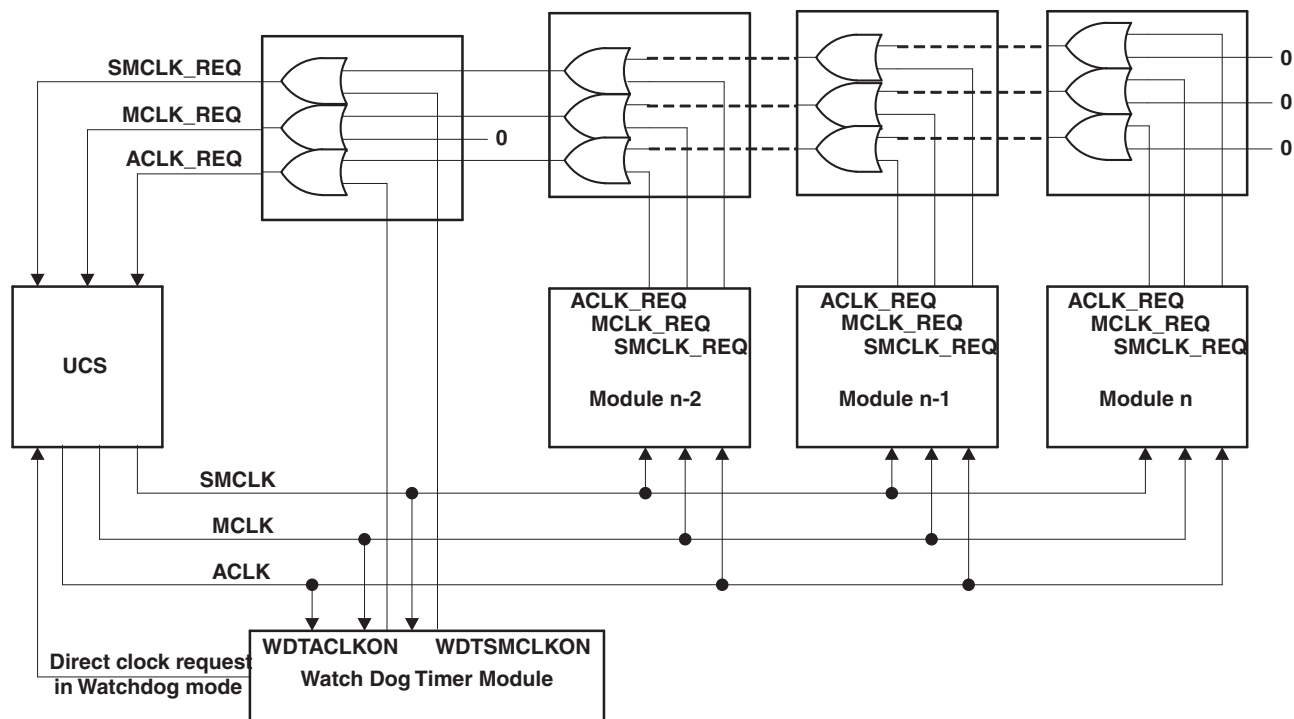 SMCLK_REQ
MCLK_REQ
ACLK_REQ
0
0
0
0
UCS
ACLK_REQ
MCLK_REQ
SMCLK_REQ
Module n-2
ACLK_REQ
MCLK_REQ
SMCLK_REQ
Module n-1
ACLK_REQ
MCLK_REQ
SMCLK_REQ
Module n
SMCLK
MCLK
ACLK
Direct clock request
in Watchdog mode
WDTACLKON
WDTSMCLKON
Watch Dog Timer Module